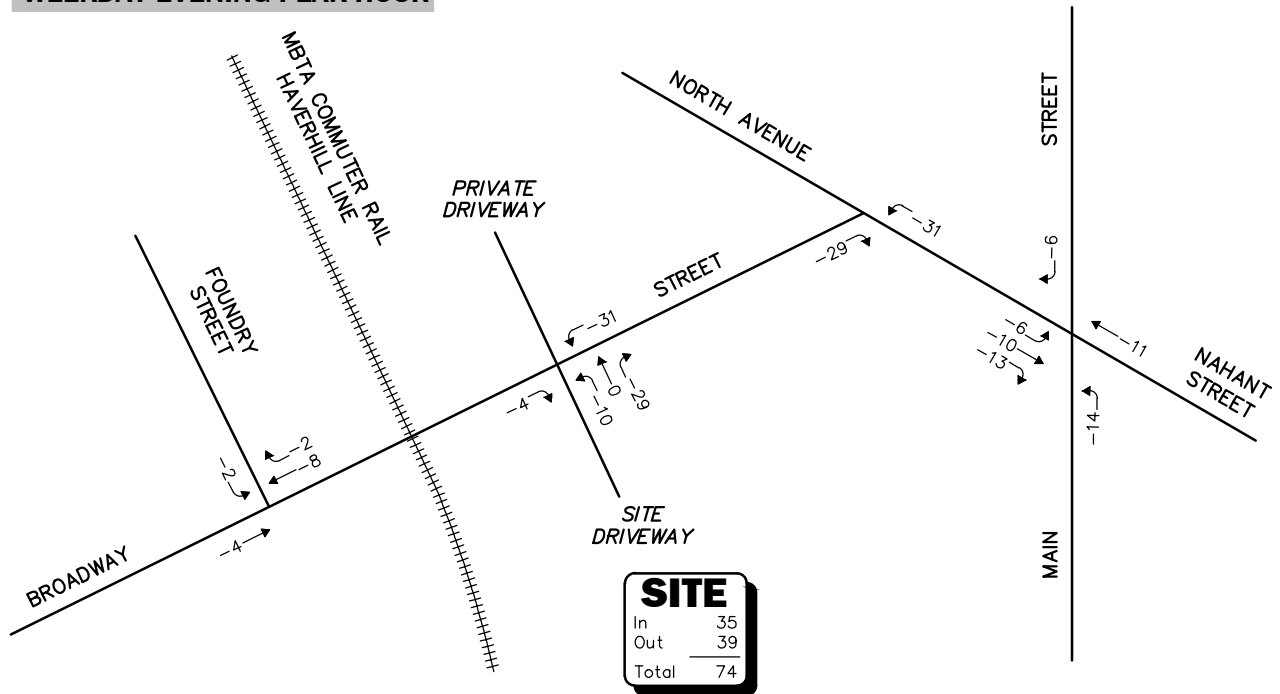 WEEKDAY EVENING PEAK HOUR
MBTA COMMUTER RAIL
HAVERHILL LINE
NORTH AVENUE
STREET
PRIVATE
DRIVEWAY
FOUNDRY
STREET
STREET
-31
-29
-6
-6
-10
-13
-11
-14
NAHANT
STREET
-31
-4
-10
0
-29
-2
-2
-8
-4
BROADWAY
SITE
DRIVEWAY
MAIN
SITE
In 35
Out 39
Total 74